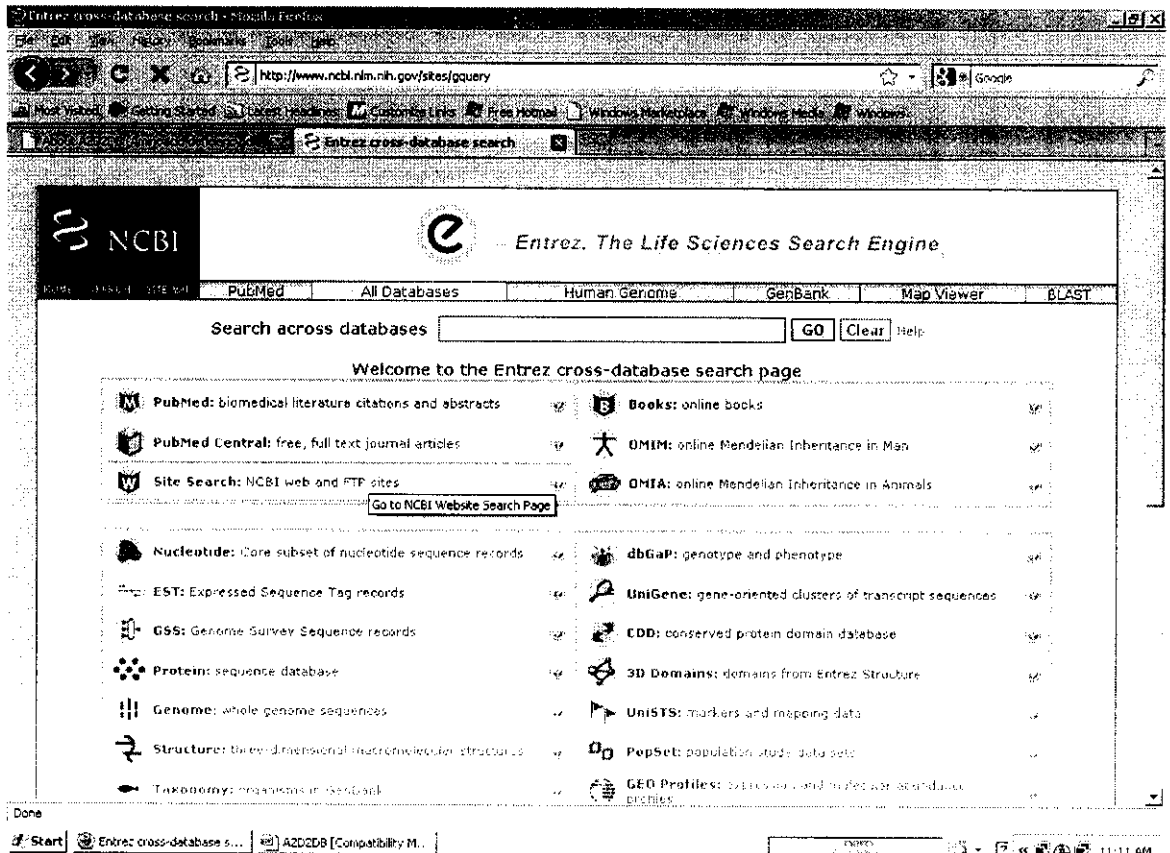 Entrez cross-database search - Mozilla Firefox
File Edit View History Bookmarks Tools Help
http://www.ncbi.nlm.nih.gov/sites/gquery Google
Most Visited Getting Started Latest Headlines Customize Links Free Hotmail Windows Marketplace Windows Media Windows
Entrez cross-database search
NCBI
Entrez, The Life Sciences Search Engine
HOME SEARCH SITE MAP PubMed All Databases Human Genome GenBank Map Viewer BLAST
Search across databases GO Clear Help
Welcome to the Entrez cross-database search page
PubMed: biomedical literature citations and abstracts
Books: online books
PubMed Central: free, full text journal articles
OMIM: online Mendelian Inheritance in Man
Site Search: NCBI web and FTP sites
OMIA: online Mendelian Inheritance in Animals
Go to NCBI Website Search Page
Nucleotide: Core subset of nucleotide sequence records
dbGaP: genotype and phenotype
EST: Expressed Sequence Tag records
UniGene: gene-oriented clusters of transcript sequences
GSS: Genome Survey Sequence records
CDD: conserved protein domain database
Protein: sequence database
3D Domains: domains from Entrez Structure
Genome: whole genome sequences
UniSTS: markers and mapping data
Structure: three-dimensional macromolecular structures
PopSet: population study data sets
Taxonomy: organisms in GenBank
GEO Profiles: expression and molecular abundance
profiles
Done
Start Entrez cross-database s... A2D2DB [Compatibility M... 11:11 AM